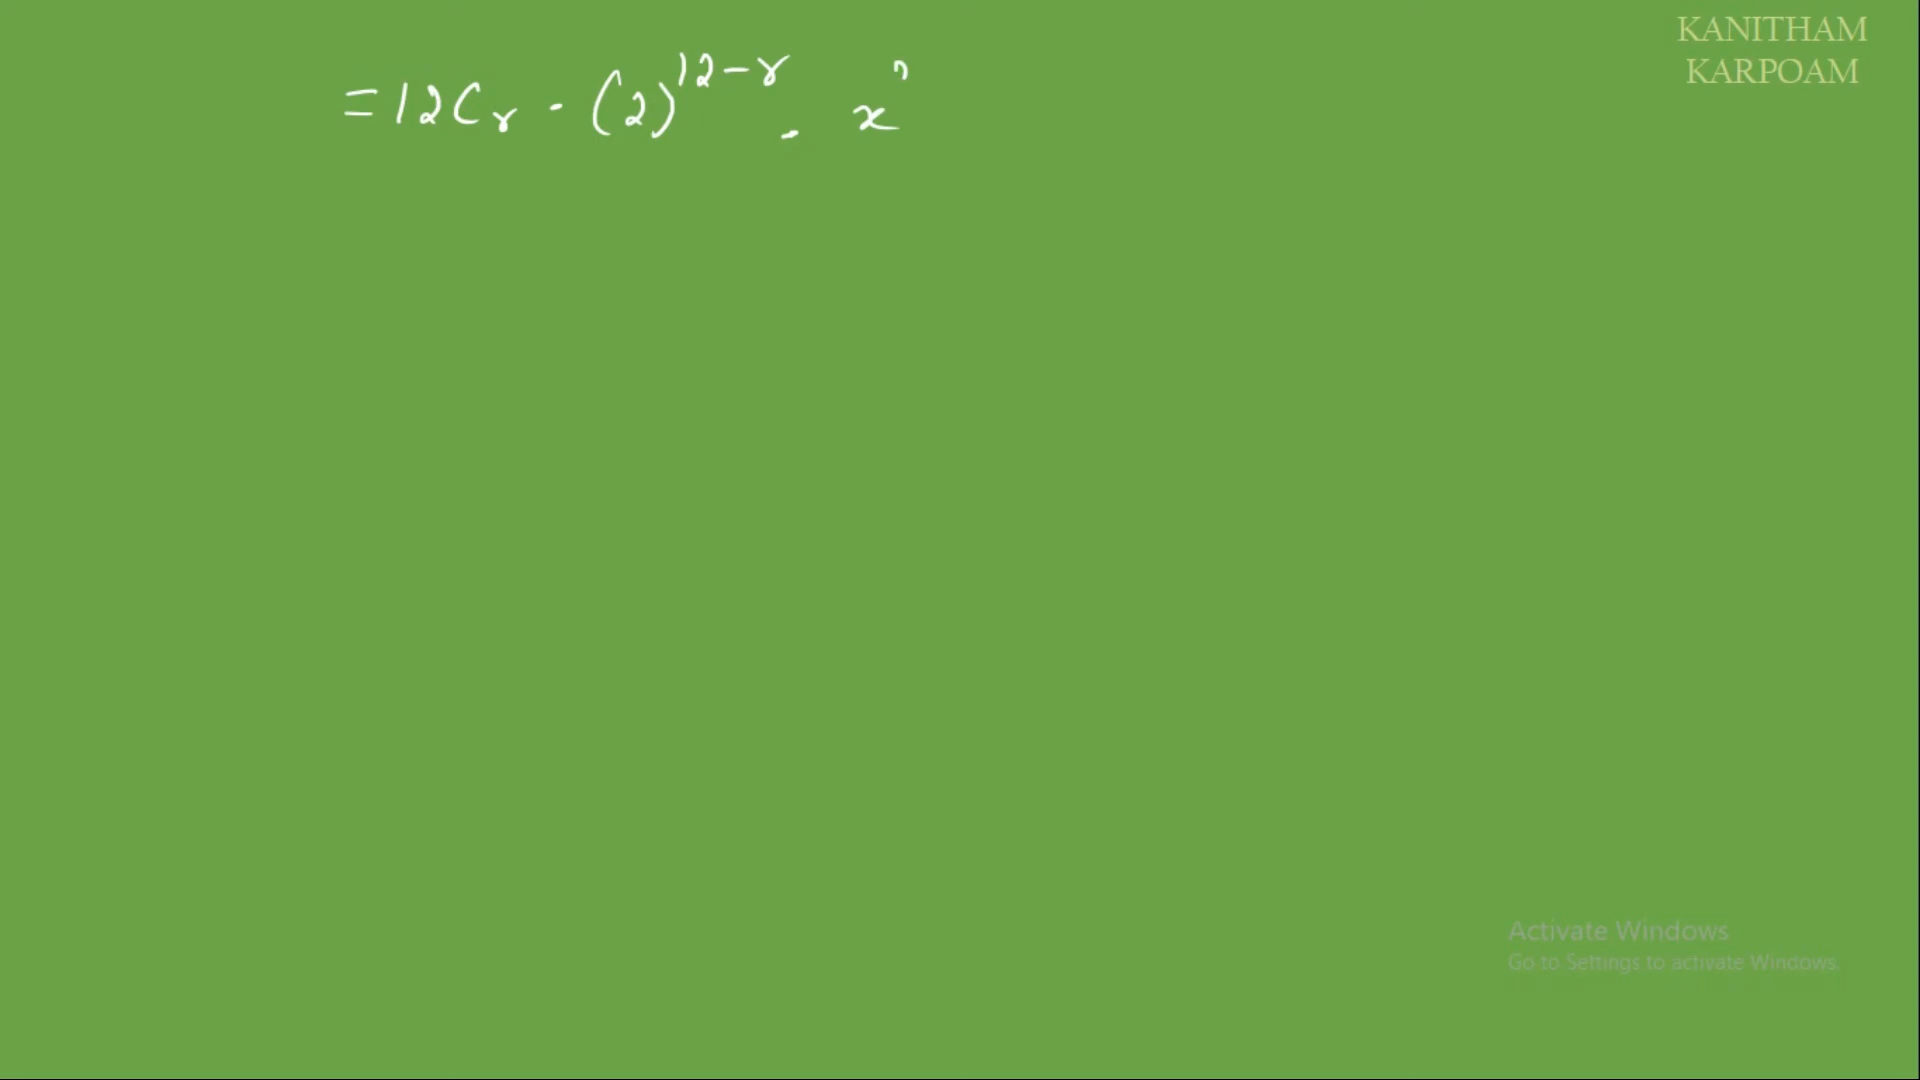 KANITHAM
KARPOAM
= 12Cr · (2)^12-r · x
Activate Windows
Go to Settings to activate Windows.